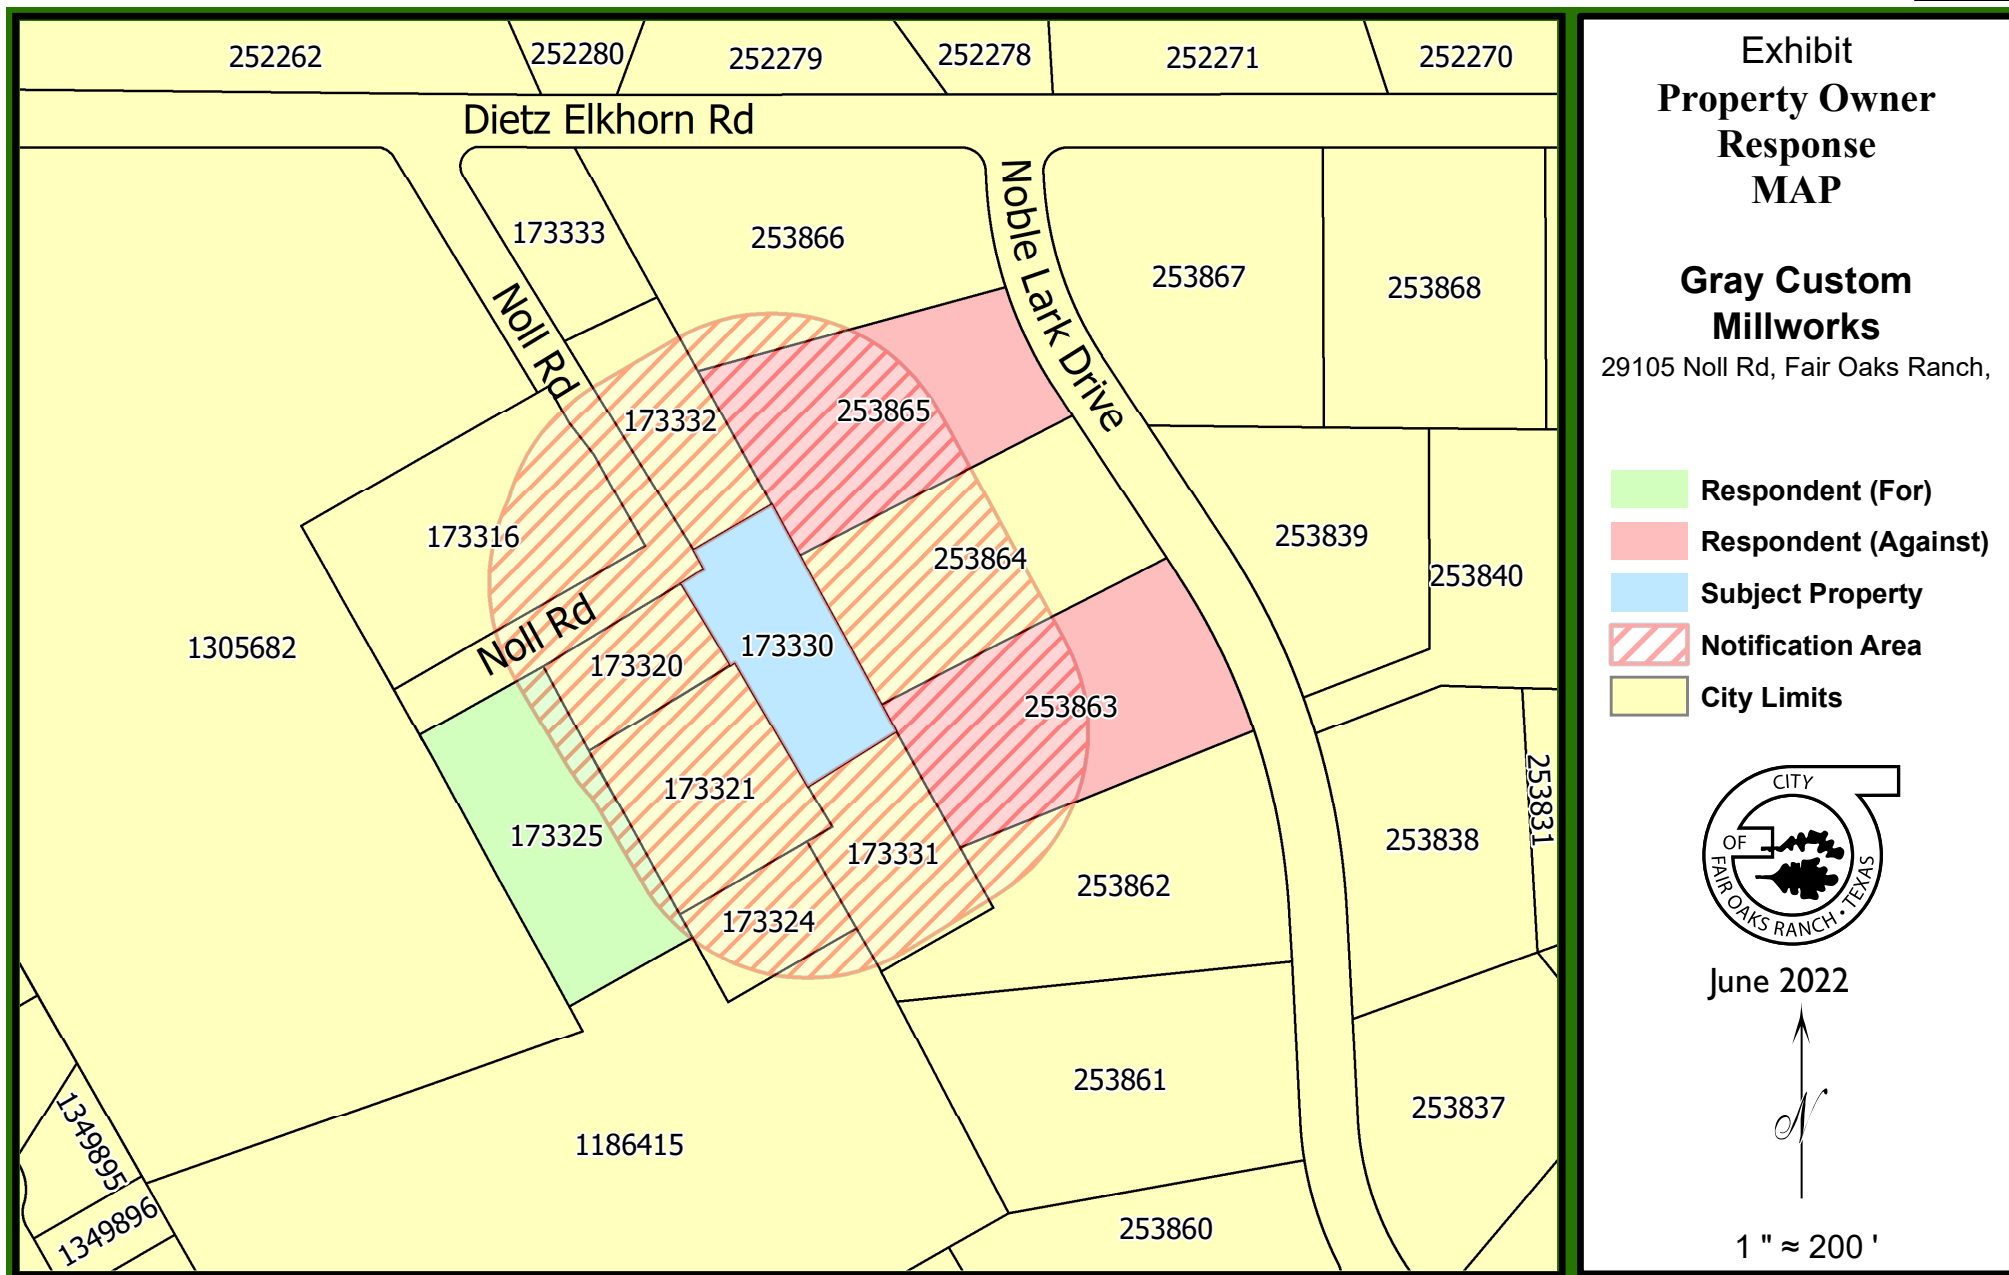 252262
252280
252279
252278
252271
252270
Dietz Elkhorn Rd
173333
253866
Noble Lark Drive
253867
253868
Noll Rd
173332
253865
173316
253864
253839
253840
1305682
Noll Rd
173320
173330
253863
173321
173325
173331
253838
253831
253862
173324
253861
253837
1349895
1186415
1349896
253860
Exhibit
Property Owner
Response
MAP
Gray Custom
Millworks
29105 Noll Rd, Fair Oaks Ranch,
Respondent (For)
Respondent (Against)
Subject Property
Notification Area
City Limits
CITY
OF
FAIR OAKS RANCH • TEXAS
June 2022
N
1 " ≈ 200 '